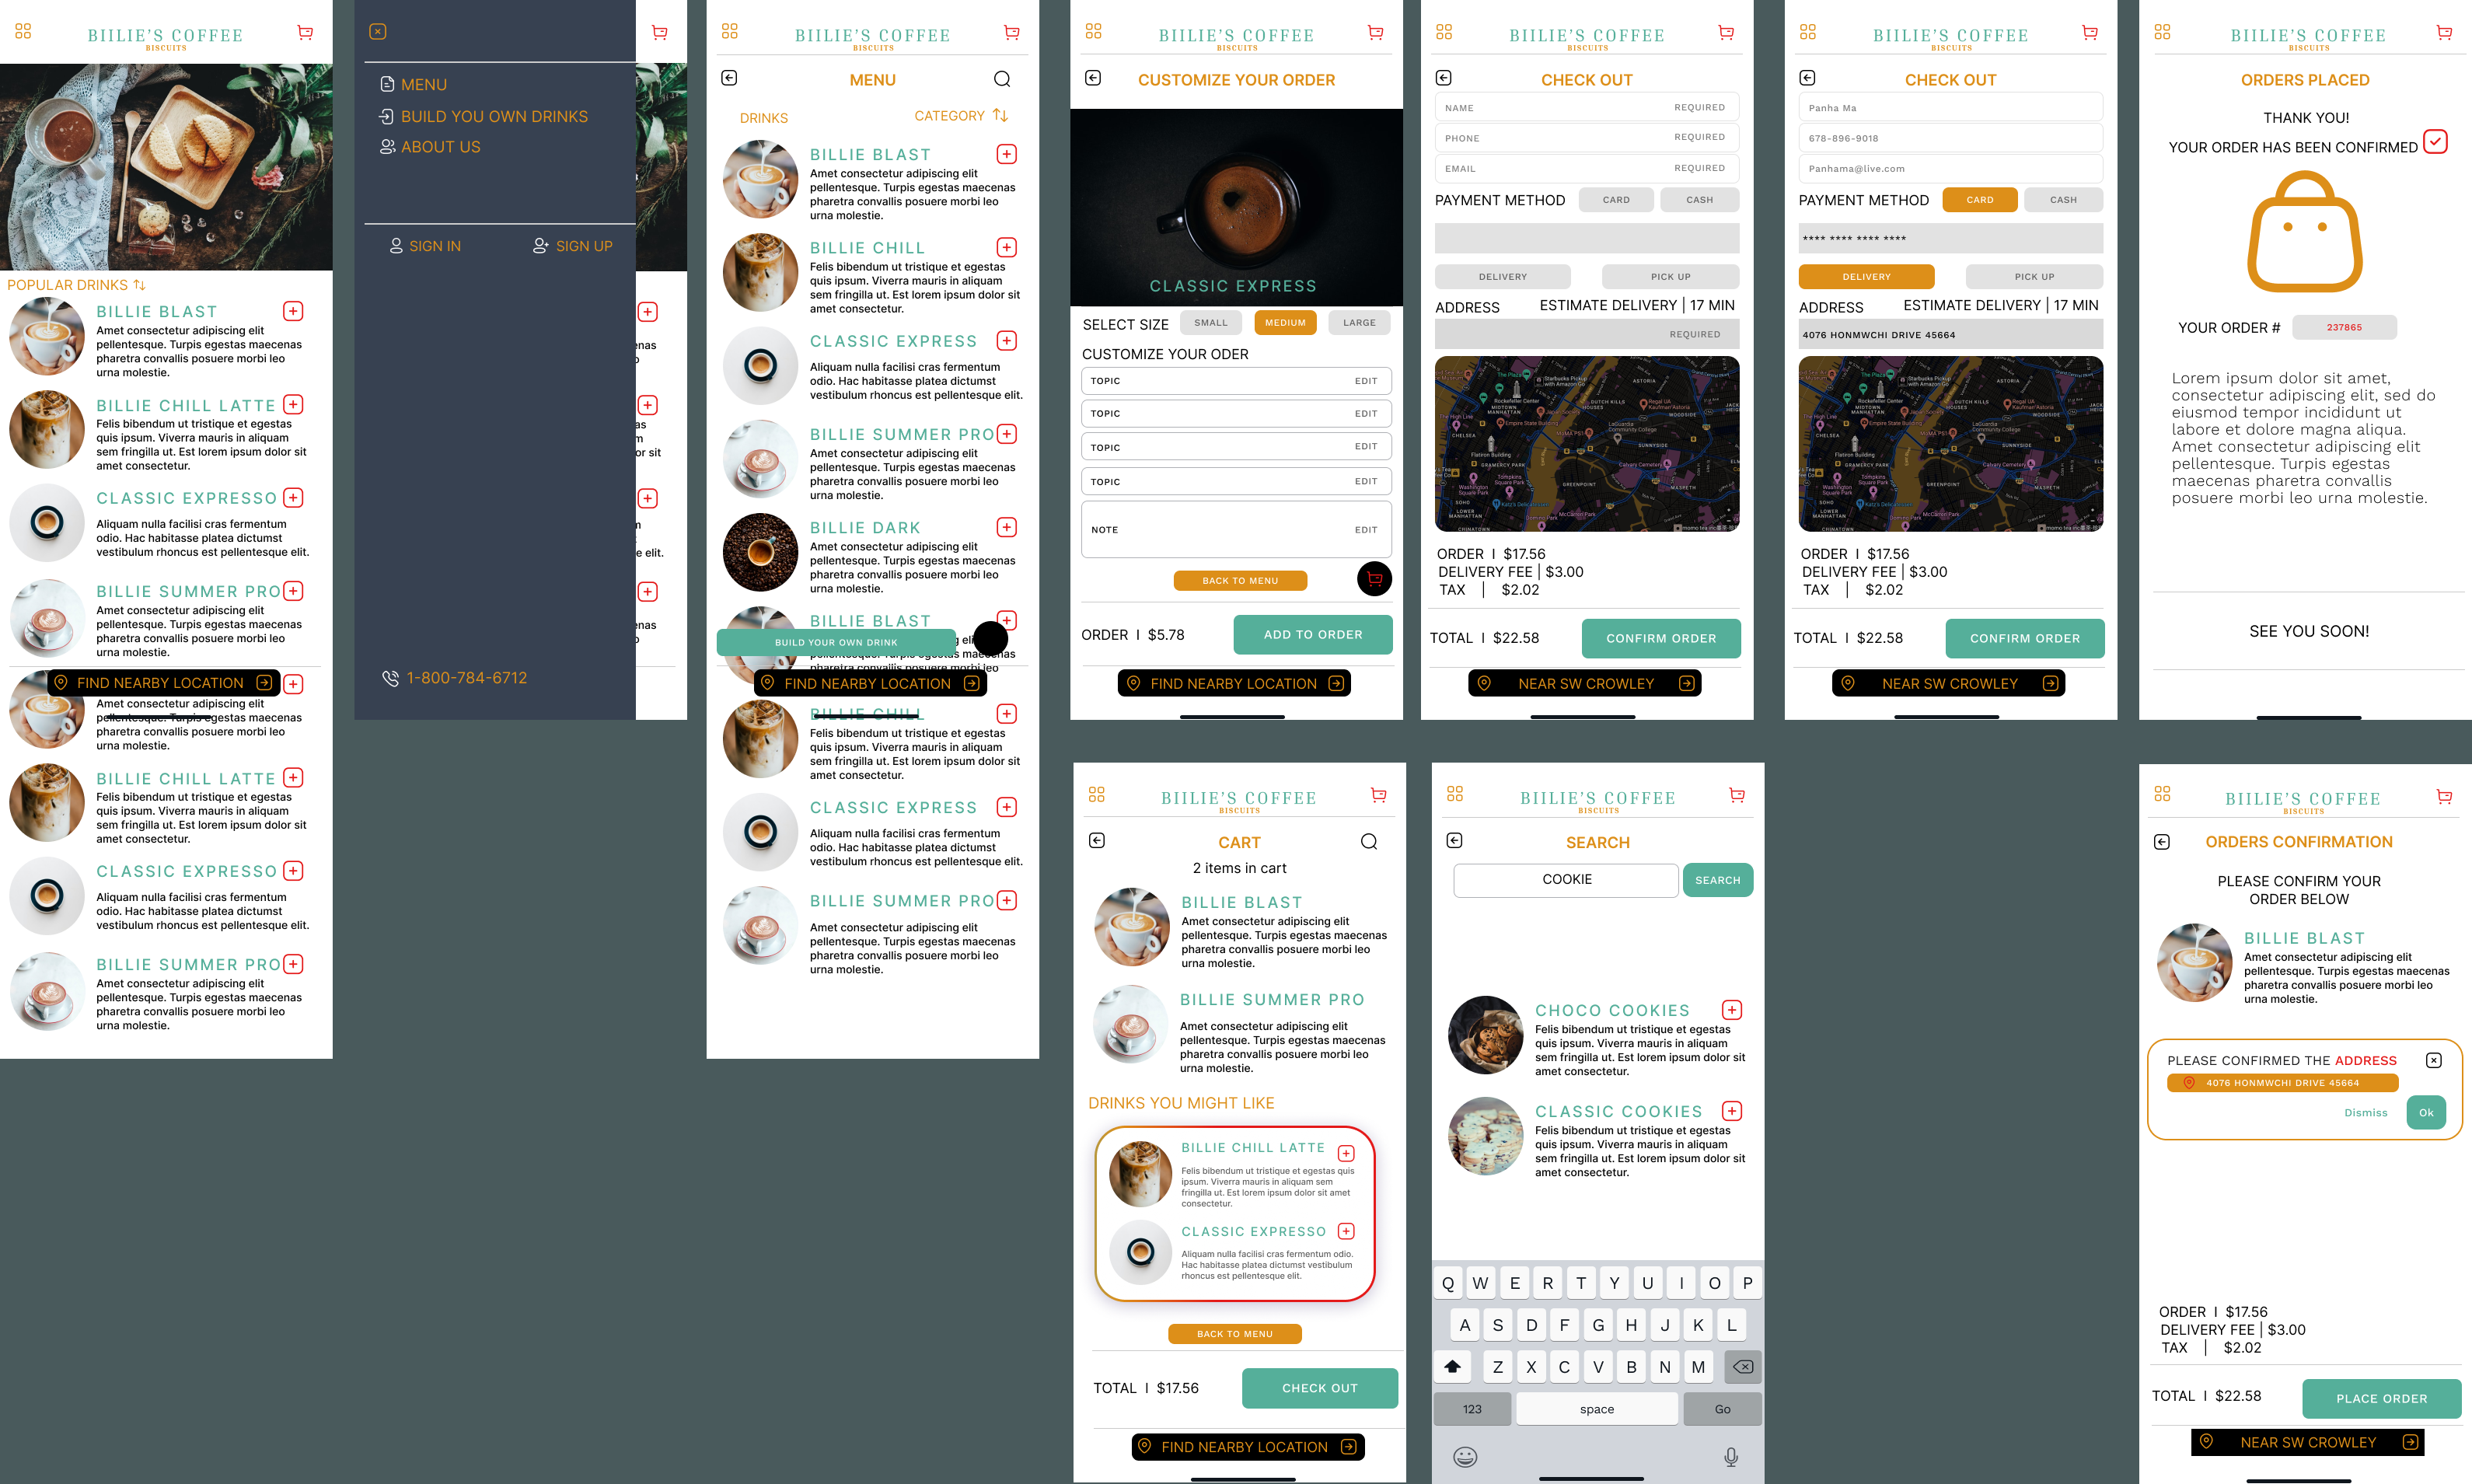 BIILIE'S COFFEE
BISCUITS
POPULAR DRINKS
BILLIE BLAST
Amet consectetur adipiscing elit
pellentesque. Turpis egestas maecenas
pharetra convallis posuere morbi leo
urna molestie.
BILLIE CHILL LATTE
Felis bibendum ut tristique et egestas
quis ipsum. Viverra mauris in aliquam
sem fringilla ut. Est lorem ipsum dolor sit
amet consectetur.
CLASSIC EXPRESSO
Aliquam nulla facilisi cras fermentum
odio. Hac habitasse platea dictumst
vestibulum rhoncus est pellentesque elit.
BILLIE SUMMER PRO
Amet consectetur adipiscing elit
pellentesque. Turpis egestas maecenas
pharetra convallis posuere morbi leo
urna molestie.
FIND NEARBY LOCATION
Amet consectetur adipiscing elit
pellentesque. Turpis egestas maecenas
pharetra convallis posuere morbi leo
urna molestie.
BILLIE CHILL LATTE
Felis bibendum ut tristique et egestas
quis ipsum. Viverra mauris in aliquam
sem fringilla ut. Est lorem ipsum dolor sit
amet consectetur.
CLASSIC EXPRESSO
Aliquam nulla facilisi cras fermentum
odio. Hac habitasse platea dictumst
vestibulum rhoncus est pellentesque elit.
BILLIE SUMMER PRO
Amet consectetur adipiscing elit
pellentesque. Turpis egestas maecenas
pharetra convallis posuere morbi leo
urna molestie.
MENU
BUILD YOU OWN DRINKS
ABOUT US
SIGN IN
SIGN UP
1-800-784-6712
BIILIE'S COFFEE
BISCUITS
MENU
DRINKS
CATEGORY
BILLIE BLAST
Amet consectetur adipiscing elit
pellentesque. Turpis egestas maecenas
pharetra convallis posuere morbi leo
urna molestie.
BILLIE CHILL
Felis bibendum ut tristique et egestas
quis ipsum. Viverra mauris in aliquam
sem fringilla ut. Est lorem ipsum dolor sit
amet consectetur.
CLASSIC EXPRESS
Aliquam nulla facilisi cras fermentum
odio. Hac habitasse platea dictumst
vestibulum rhoncus est pellentesque elit.
BILLIE SUMMER PRO
Amet consectetur adipiscing elit
pellentesque. Turpis egestas maecenas
pharetra convallis posuere morbi leo
urna molestie.
BILLIE DARK
Amet consectetur adipiscing elit
pellentesque. Turpis egestas maecenas
pharetra convallis posuere morbi leo
urna molestie.
BILLIE BLAST
BUILD YOUR OWN DRINK
pharetra convallis posuere morbi leo
FIND NEARBY LOCATION
BILLIE CHILL
Felis bibendum ut tristique et egestas
quis ipsum. Viverra mauris in aliquam
sem fringilla ut. Est lorem ipsum dolor sit
amet consectetur.
CLASSIC EXPRESS
Aliquam nulla facilisi cras fermentum
odio. Hac habitasse platea dictumst
vestibulum rhoncus est pellentesque elit.
BILLIE SUMMER PRO
Amet consectetur adipiscing elit
pellentesque. Turpis egestas maecenas
pharetra convallis posuere morbi leo
urna molestie.
BIILIE'S COFFEE
BISCUITS
CUSTOMIZE YOUR ORDER
CLASSIC EXPRESS
SELECT SIZE SMALL MEDIUM LARGE
CUSTOMIZE YOUR ODER
TOPIC EDIT
TOPIC EDIT
TOPIC EDIT
TOPIC EDIT
NOTE EDIT
BACK TO MENU
ORDER I $5.78 ADD TO ORDER
FIND NEARBY LOCATION
BIILIE'S COFFEE
BISCUITS
CHECK OUT
NAME REQUIRED
PHONE REQUIRED
EMAIL REQUIRED
PAYMENT METHOD CARD CASH
DELIVERY PICK UP
ADDRESS ESTIMATE DELIVERY | 17 MIN
REQUIRED
ORDER I $17.56
DELIVERY FEE | $3.00
TAX | $2.02
TOTAL I $22.58 CONFIRM ORDER
NEAR SW CROWLEY
BIILIE'S COFFEE
BISCUITS
CHECK OUT
Panha Ma
678-896-9018
Panhama@live.com
PAYMENT METHOD CARD CASH
**** **** **** ****
DELIVERY PICK UP
ADDRESS ESTIMATE DELIVERY | 17 MIN
4076 HONMWCHI DRIVE 45664
ORDER I $17.56
DELIVERY FEE | $3.00
TAX | $2.02
TOTAL I $22.58 CONFIRM ORDER
NEAR SW CROWLEY
BIILIE'S COFFEE
BISCUITS
ORDERS PLACED
THANK YOU!
YOUR ORDER HAS BEEN CONFIRMED
YOUR ORDER # 237865
Lorem ipsum dolor sit amet,
consectetur adipiscing elit, sed do
eiusmod tempor incididunt ut
labore et dolore magna aliqua.
Amet consectetur adipiscing elit
pellentesque. Turpis egestas
maecenas pharetra convallis
posuere morbi leo urna molestie.
SEE YOU SOON!
BIILIE'S COFFEE
BISCUITS
CART
2 items in cart
BILLIE BLAST
Amet consectetur adipiscing elit
pellentesque. Turpis egestas maecenas
pharetra convallis posuere morbi leo
urna molestie.
BILLIE SUMMER PRO
Amet consectetur adipiscing elit
pellentesque. Turpis egestas maecenas
pharetra convallis posuere morbi leo
urna molestie.
DRINKS YOU MIGHT LIKE
BILLIE CHILL LATTE
Felis bibendum ut tristique et egestas quis
ipsum. Viverra mauris in aliquam sem
fringilla ut. Est lorem ipsum dolor sit amet
consectetur.
CLASSIC EXPRESSO
Aliquam nulla facilisi cras fermentum odio.
Hac habitasse platea dictumst vestibulum
rhoncus est pellentesque elit.
BACK TO MENU
TOTAL I $17.56 CHECK OUT
FIND NEARBY LOCATION
BIILIE'S COFFEE
BISCUITS
SEARCH
COOKIE SEARCH
CHOCO COOKIES
Felis bibendum ut tristique et egestas
quis ipsum. Viverra mauris in aliquam
sem fringilla ut. Est lorem ipsum dolor sit
amet consectetur.
CLASSIC COOKIES
Felis bibendum ut tristique et egestas
quis ipsum. Viverra mauris in aliquam
sem fringilla ut. Est lorem ipsum dolor sit
amet consectetur.
Q W E R T Y U I O P
A S D F G H J K L
Z X C V B N M
123 space Go
BIILIE'S COFFEE
BISCUITS
ORDERS CONFIRMATION
PLEASE CONFIRM YOUR
ORDER BELOW
BILLIE BLAST
Amet consectetur adipiscing elit
pellentesque. Turpis egestas maecenas
pharetra convallis posuere morbi leo
urna molestie.
PLEASE CONFIRMED THE ADDRESS
4076 HONMWCHI DRIVE 45664
Dismiss Ok
ORDER I $17.56
DELIVERY FEE | $3.00
TAX | $2.02
TOTAL I $22.58 PLACE ORDER
NEAR SW CROWLEY